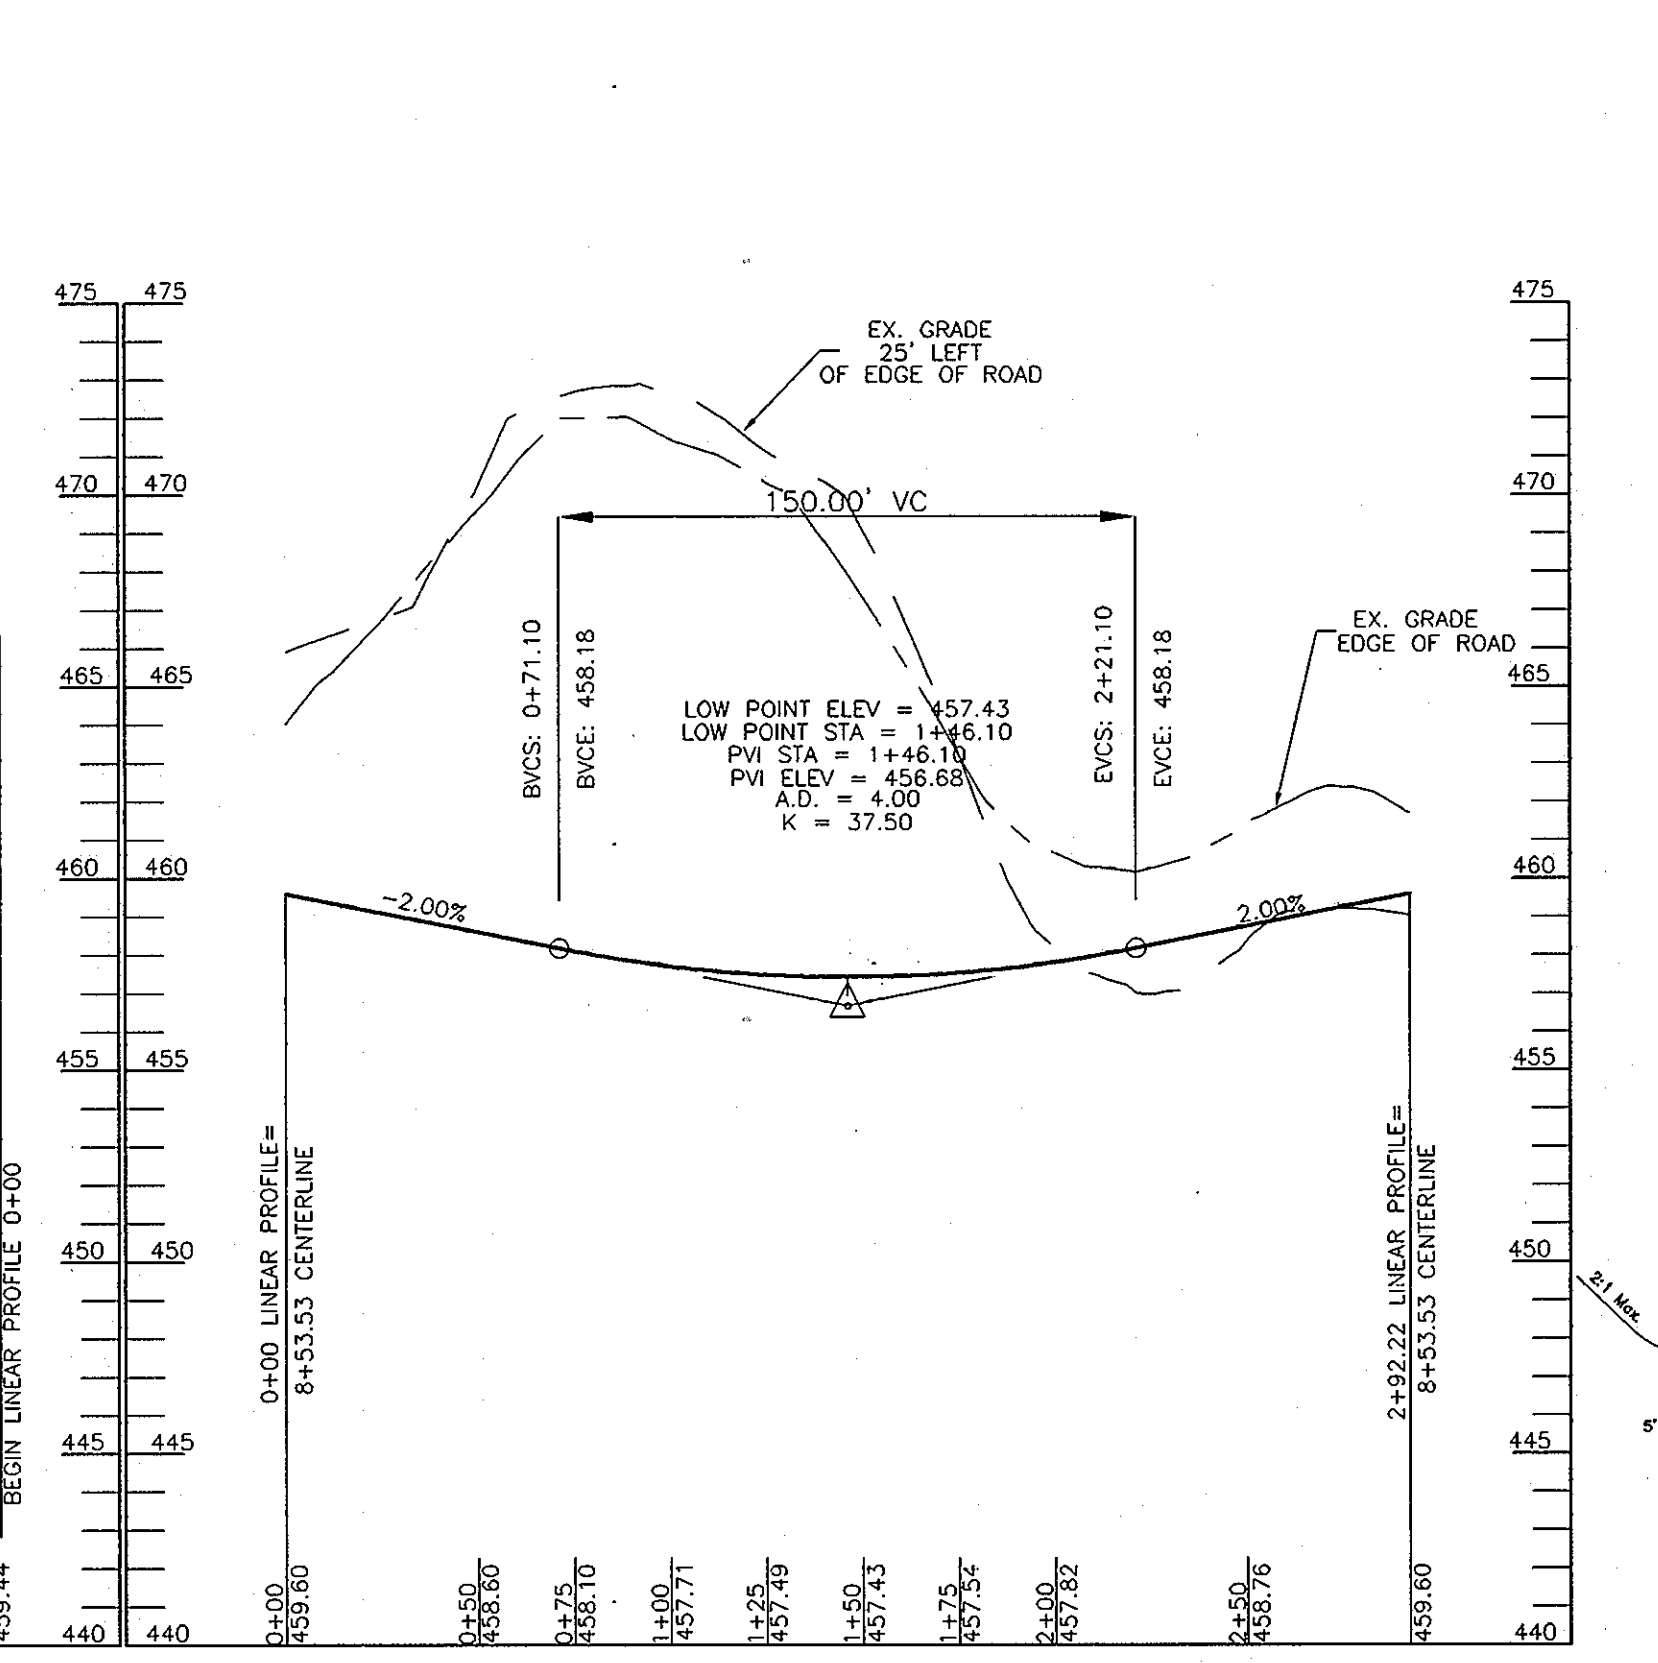 EX. GRADE
25' LEFT
OF EDGE OF ROAD
475 475
475
470 470
470
150.00' VC
EX. GRADE
EDGE OF ROAD
BVCS: 0+71.10
BVCE: 458.18
EVCS: 2+21.10
EVCE: 458.18
465 465
465
LOW POINT ELEV = 457.43
LOW POINT STA = 1+46.10
PVI STA = 1+46.10
PVI ELEV = 456.68
A.D. = 4.00
K = 37.50
460 460
460
-2.00%
2.00%
455 455
455
0+00 LINEAR PROFILE=
8+53.53 CENTERLINE
2+92.22 LINEAR PROFILE=
8+53.53 CENTERLINE
BEGIN LINEAR PROFILE 0+00
450 450
450
2:1 Max.
5'
445 445
445
459.44
440 440
440
0+00
459.60
0+50
458.60
0+75
458.10
1+00
457.71
1+25
457.49
1+50
457.43
1+75
457.54
2+00
457.82
2+50
458.76
459.60